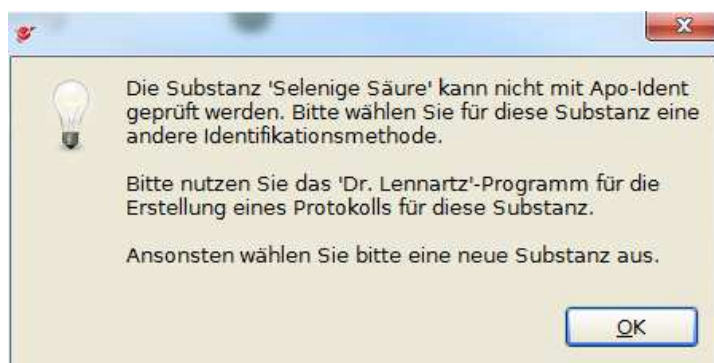 Die Substanz 'Selenige Säure' kann nicht mit Apo-Ident
geprüft werden. Bitte wählen Sie für diese Substanz eine
andere Identifikationsmethode.
Bitte nutzen Sie das 'Dr. Lennartz'-Programm für die
Erstellung eines Protokolls für diese Substanz.
Ansonsten wählen Sie bitte eine neue Substanz aus.
OK